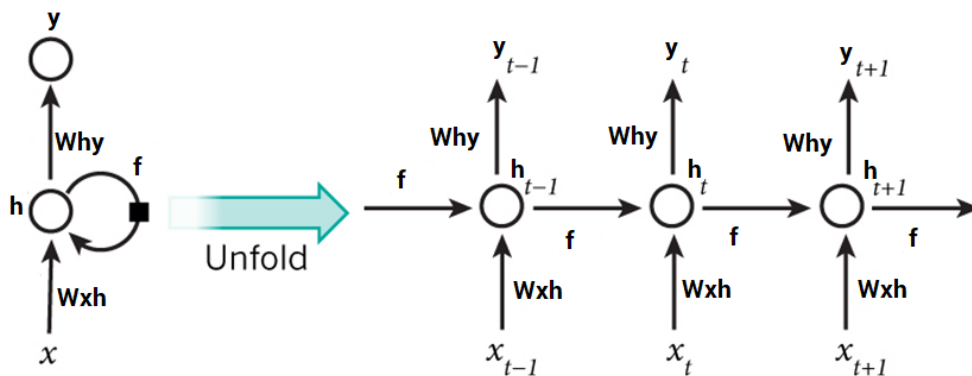 y
Why
f
h
Wxh
x
Unfold
y t−1
y t
y t+1
Why
Why
Why
f
h t−1
h t
h t+1
f
f
f
Wxh
Wxh
Wxh
x t−1
x t
x t+1